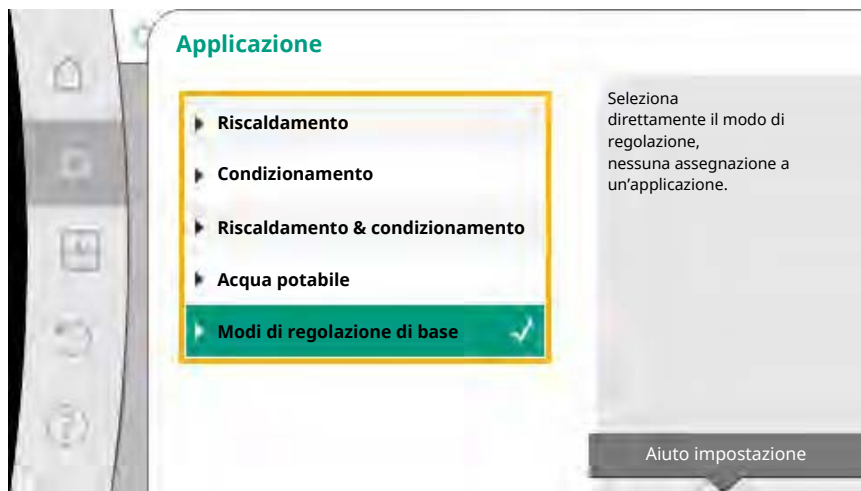 Applicazione
Riscaldamento
Condizionamento
Riscaldamento & condizionamento
Acqua potabile
Modi di regolazione di base
Seleziona
direttamente il modo di
regolazione,
nessuna assegnazione a
un’applicazione.
Aiuto impostazione